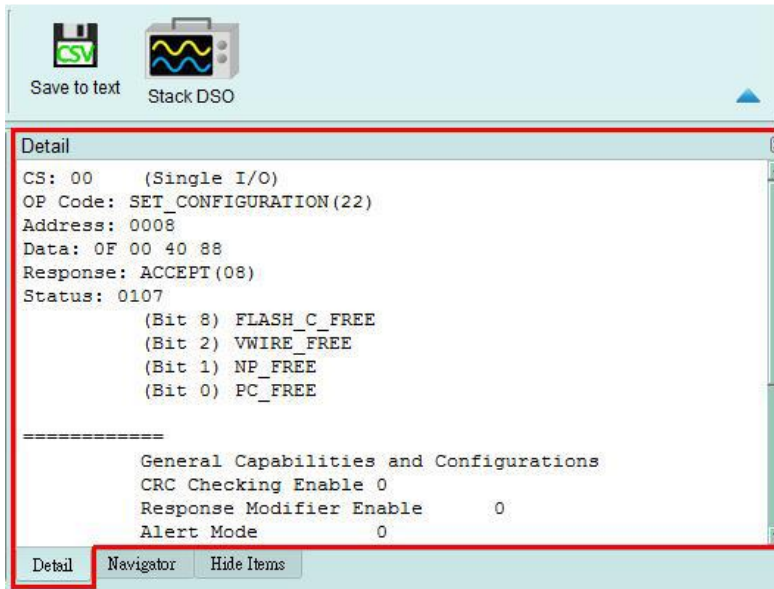 CSV
Save to text
Stack DSO
Detail
CS: 00 (Single I/O)
OP Code: SET_CONFIGURATION(22)
Address: 0008
Data: 0F 00 40 88
Response: ACCEPT(08)
Status: 0107
(Bit 8) FLASH_C_FREE
(Bit 2) VWIRE_FREE
(Bit 1) NP_FREE
(Bit 0) PC_FREE
============
General Capabilities and Configurations
CRC Checking Enable 0
Response Modifier Enable 0
Alert Mode 0
Detail Navigator Hide Items